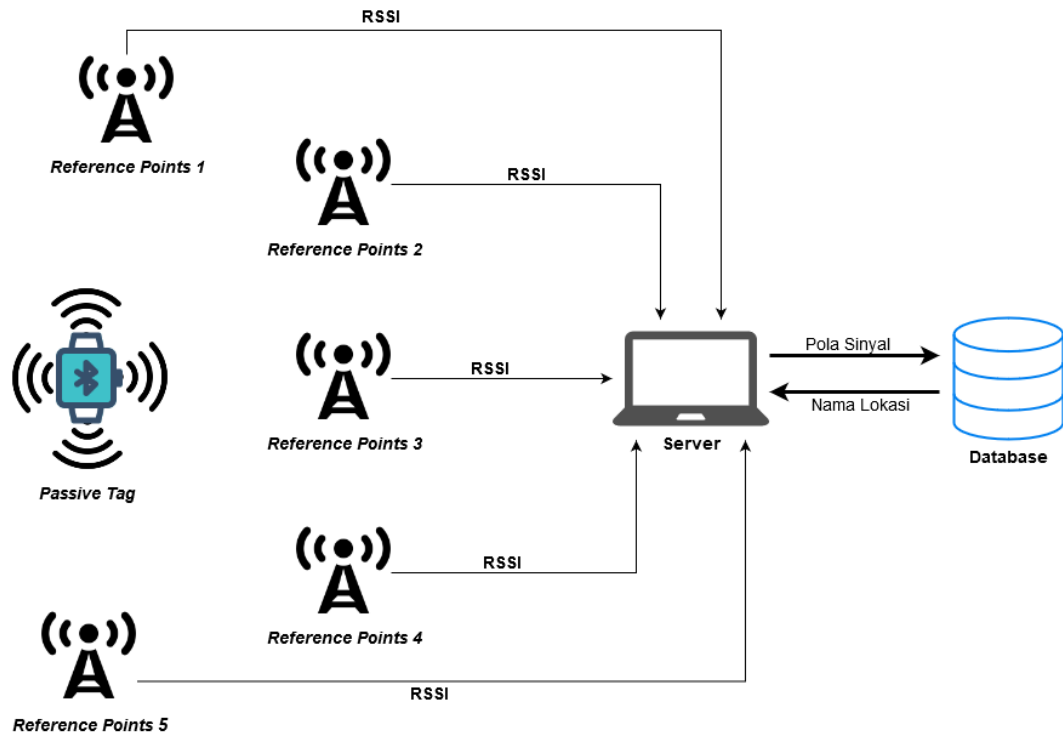 RSSI
Reference Points 1
RSSI
Reference Points 2
Passive Tag
RSSI
Reference Points 3
Server
Pola Sinyal
Nama Lokasi
Database
RSSI
Reference Points 4
RSSI
Reference Points 5